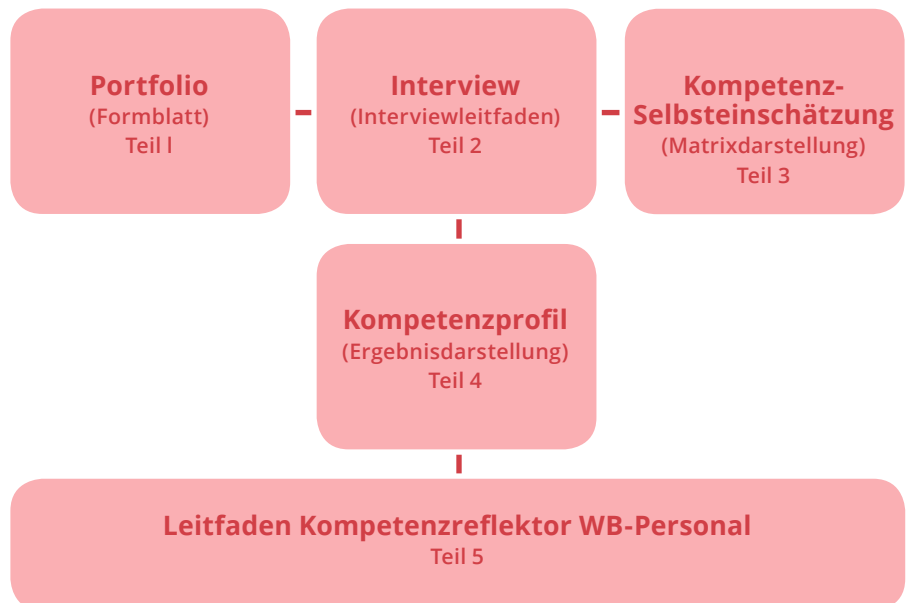 Portfolio
(Formblatt)
Teil l
Interview
(Interviewleitfaden)
Teil 2
Kompetenz-
Selbsteinschätzung
(Matrixdarstellung)
Teil 3
Kompetenzprofil
(Ergebnisdarstellung)
Teil 4
Leitfaden Kompetenzreflektor WB-Personal
Teil 5